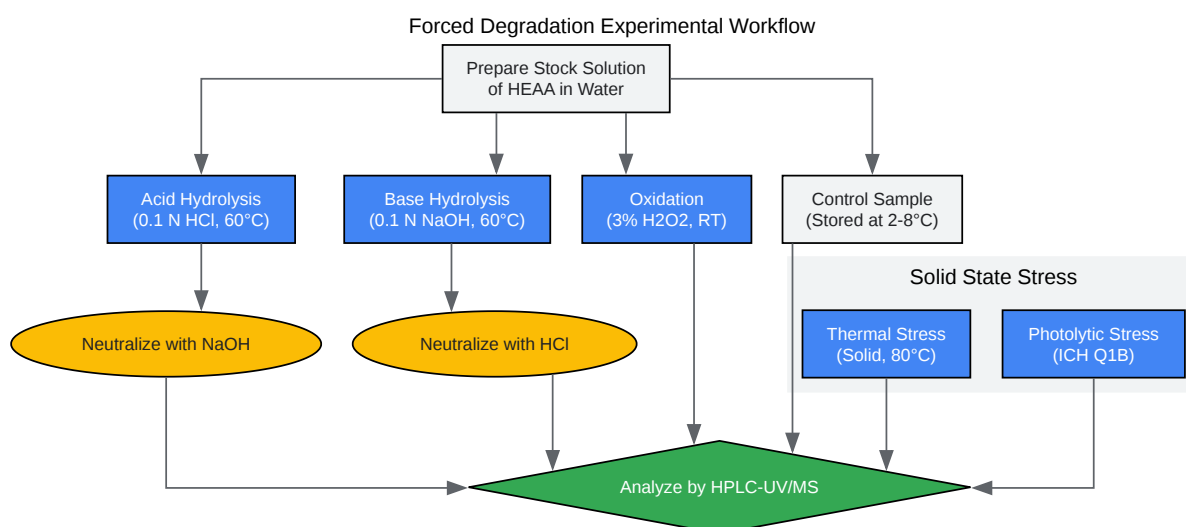 Forced Degradation Experimental Workflow
Prepare Stock Solution
of HEAA in Water
Acid Hydrolysis
(0.1 N HCl, 60°C)
Base Hydrolysis
(0.1 N NaOH, 60°C)
Oxidation
(3% H2O2, RT)
Control Sample
(Stored at 2-8°C)
Solid State Stress
Neutralize with NaOH
Neutralize with HCl
Thermal Stress
(Solid, 80°C)
Photolytic Stress
(ICH Q1B)
Analyze by HPLC-UV/MS